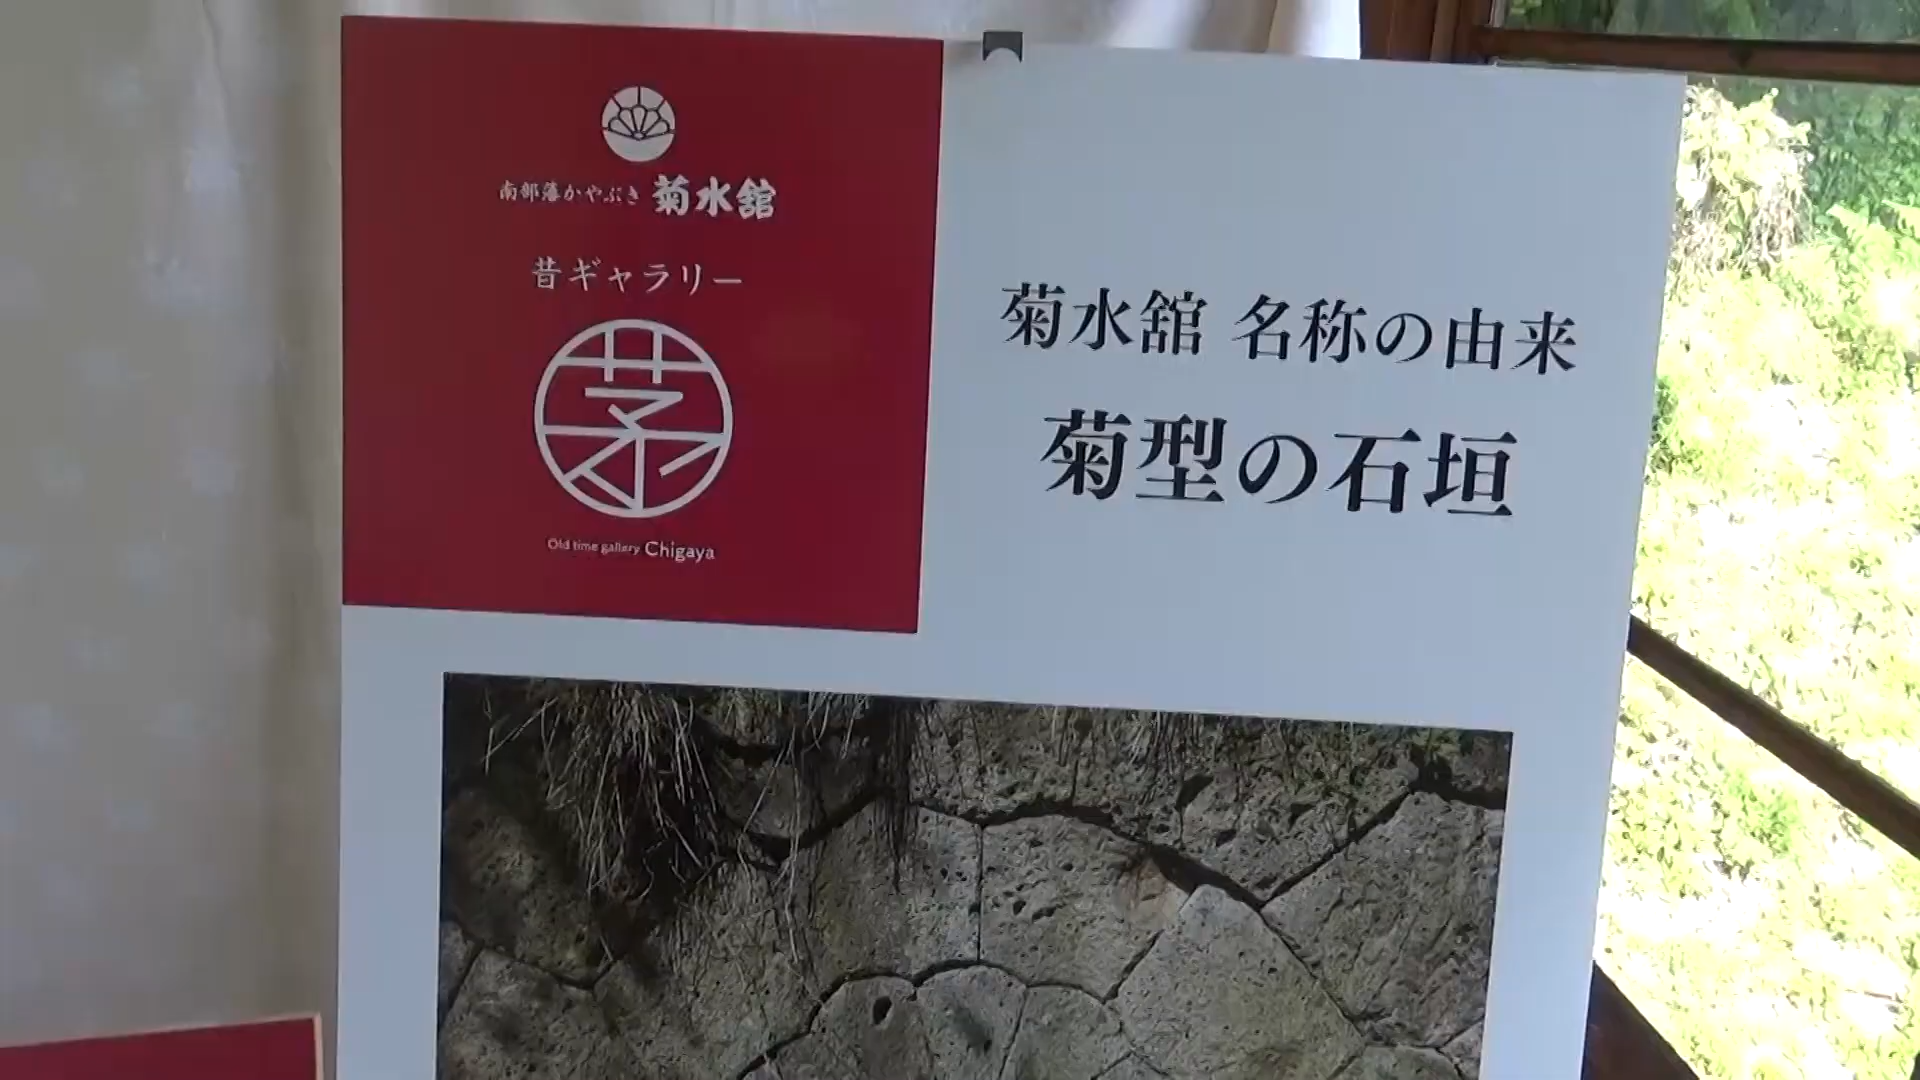 南部藩かやぶき 菊水舘
昔ギャラリー
茅
Old time gallery Chigaya
菊水舘 名称の由来
菊型の石垣